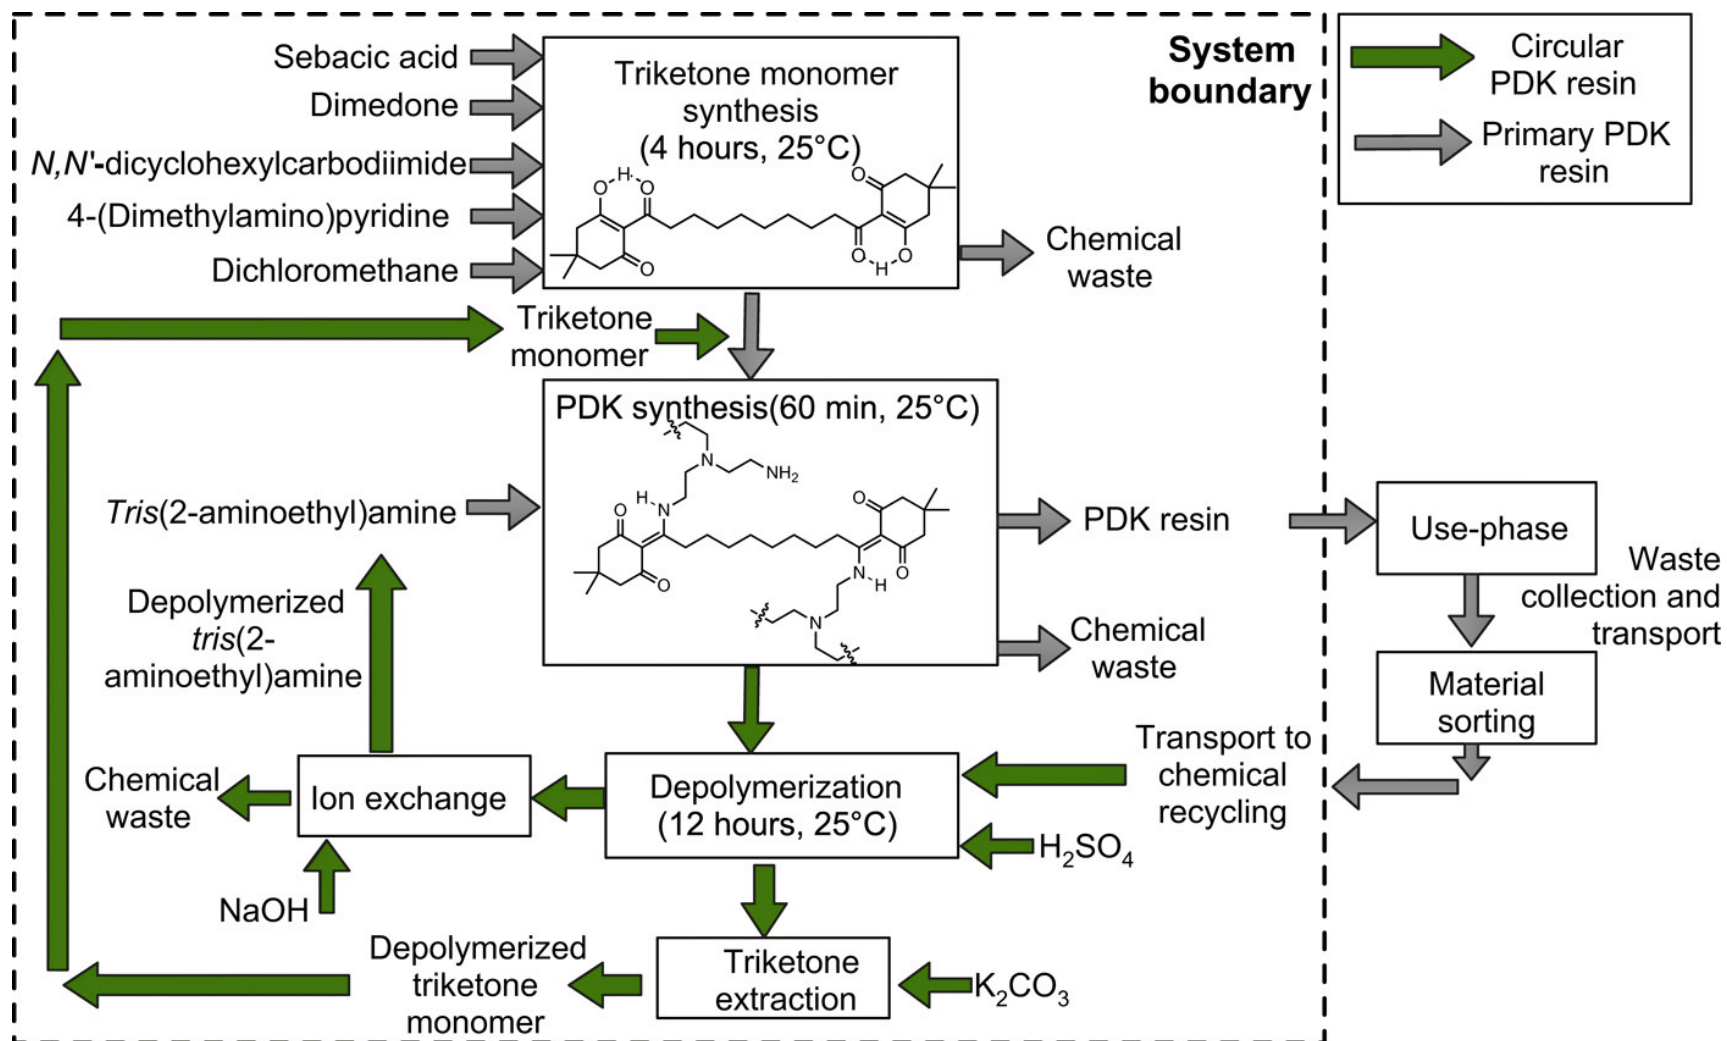 Sebacic acid
Dimedone
N,N'-dicyclohexylcarbodiimide
4-(Dimethylamino)pyridine
Dichloromethane
Triketone monomer
synthesis
(4 hours, 25°C)
O
H
O
O
O
O
O
H
System
boundary
Circular
PDK resin
Primary PDK
resin
Chemical
waste
Triketone
monomer
PDK synthesis(60 min, 25°C)
N
NH2
H
N
O
O
O
O
N
H
N
Tris(2-aminoethyl)amine
PDK resin
Chemical
waste
Use-phase
Waste
collection and
transport
Material
sorting
Depolymerized
tris(2-
aminoethyl)amine
Chemical
waste
Ion exchange
NaOH
Depolymerization
(12 hours, 25°C)
Transport to
chemical
recycling
H2SO4
Triketone
extraction
K2CO3
Depolymerized
triketone
monomer